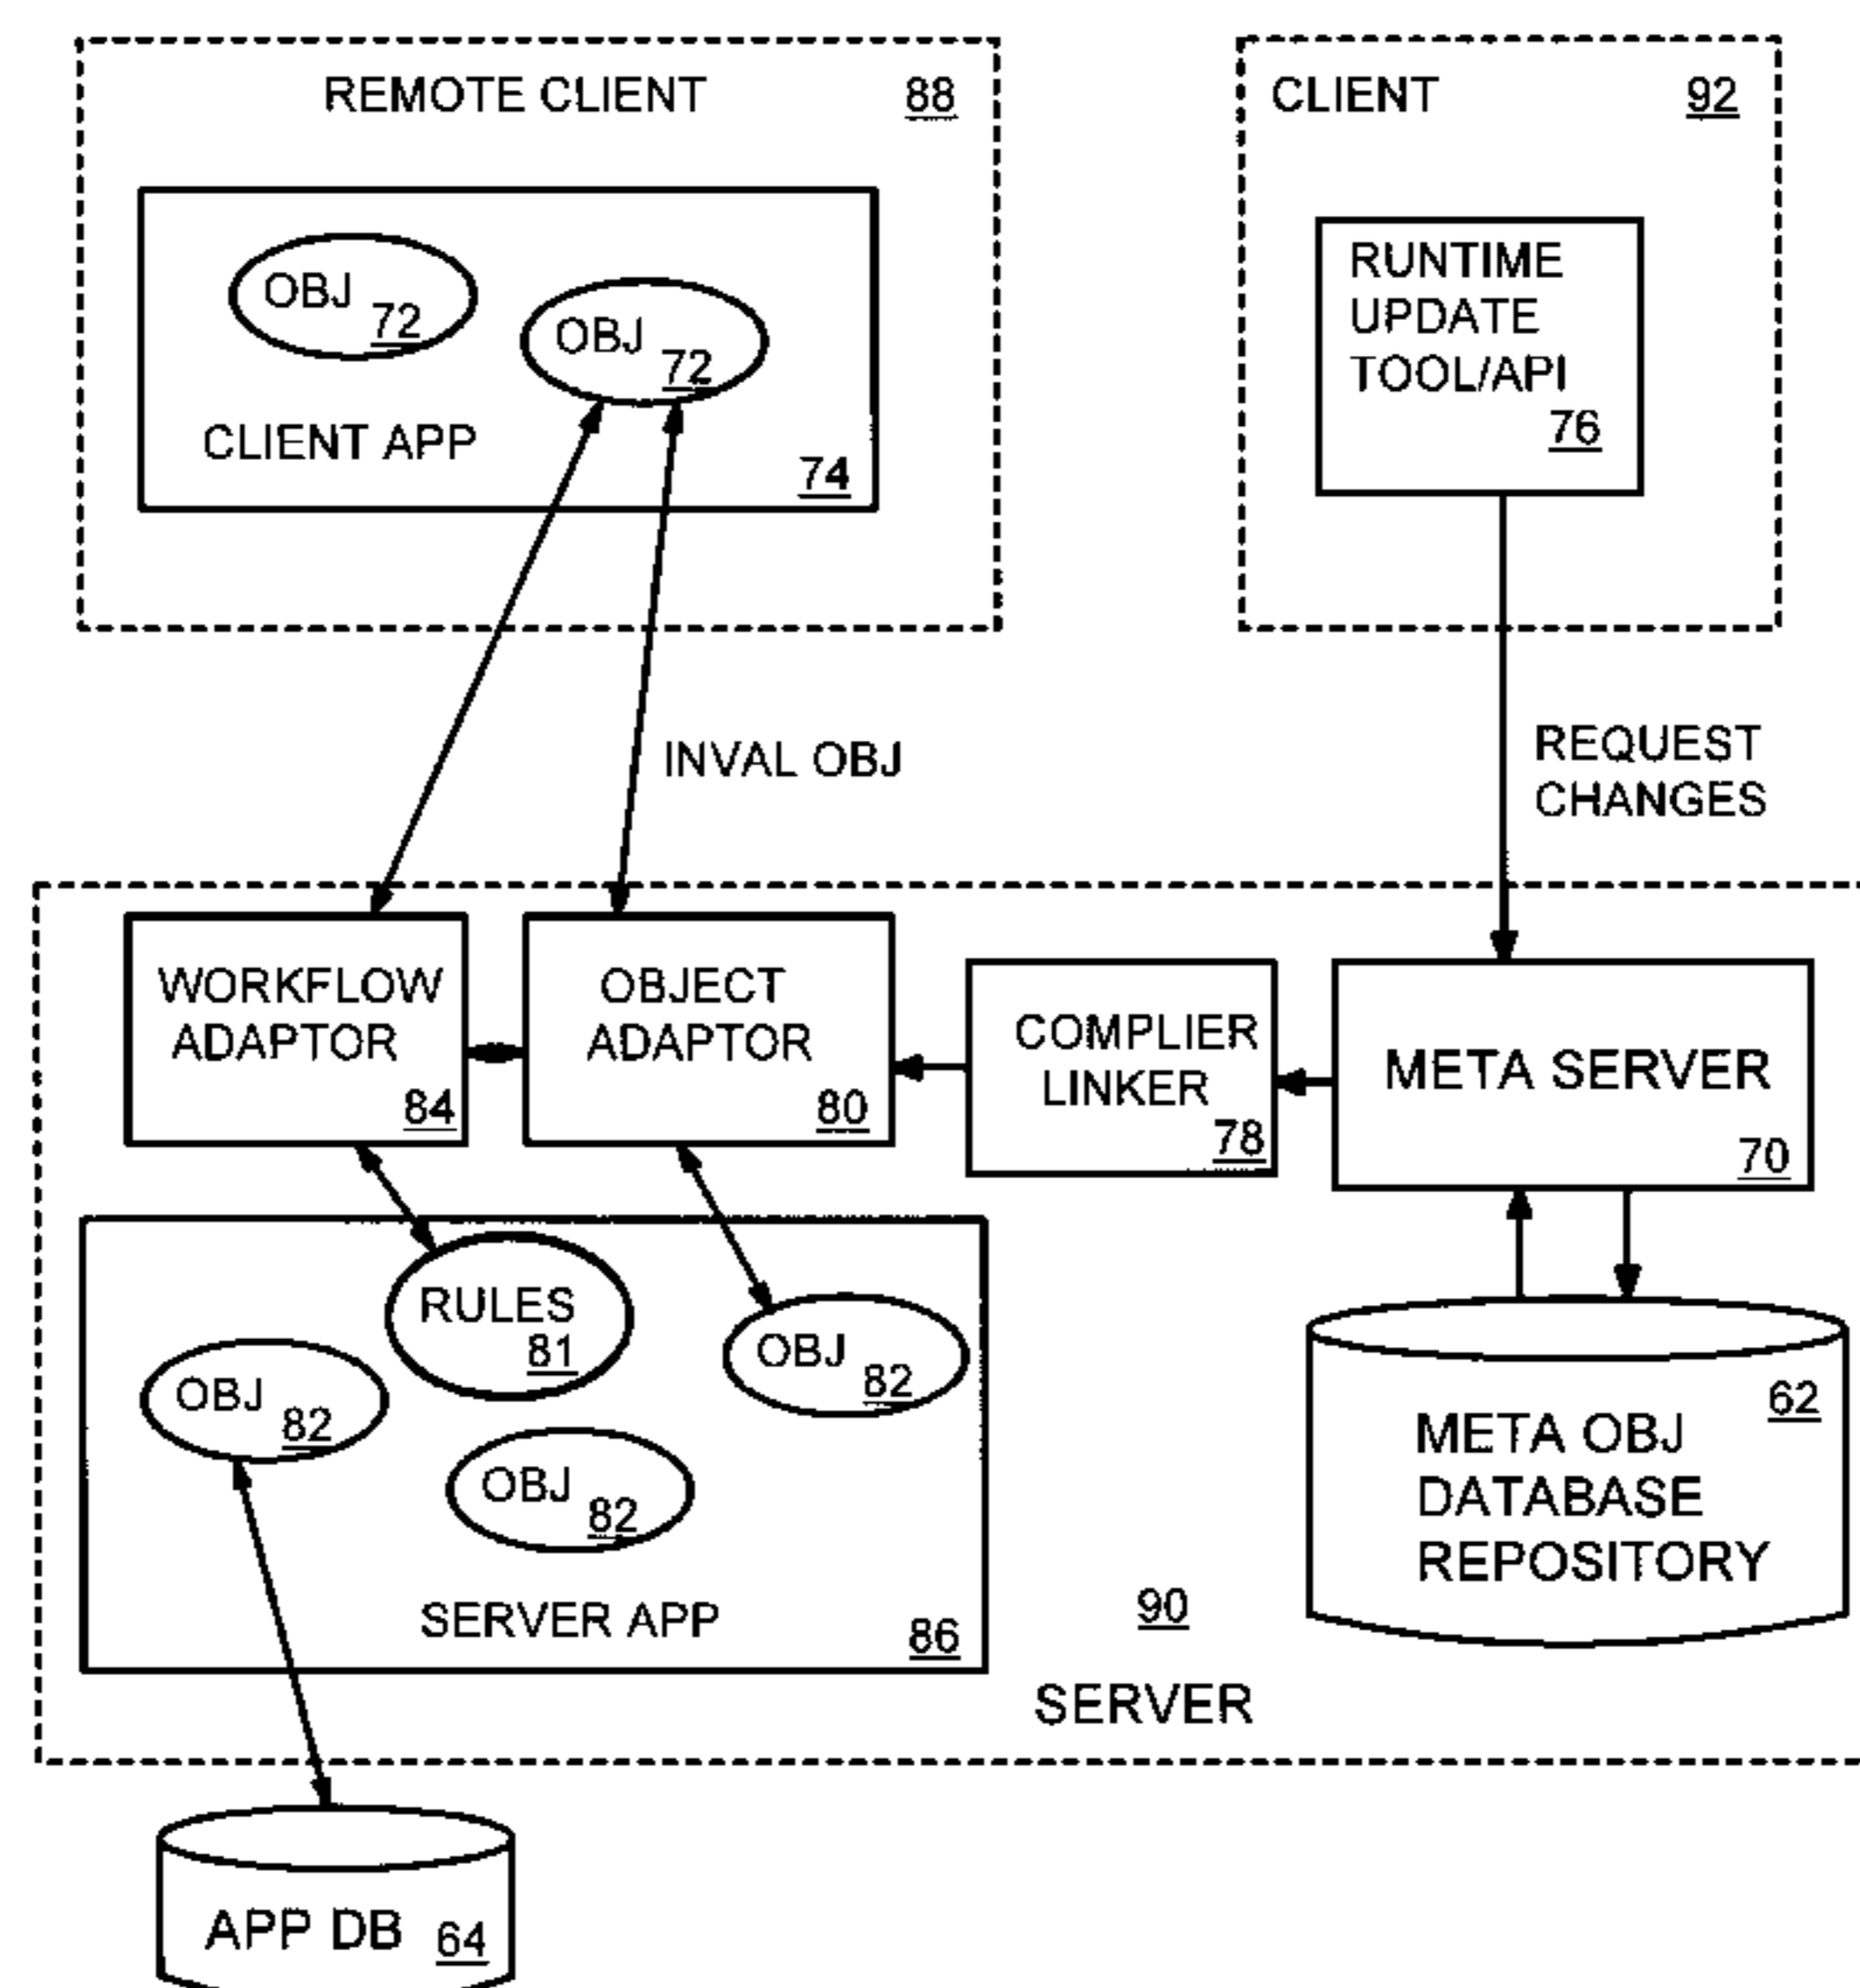 REMOTE CLIENT 88
OBJ 72
OBJ 72
CLIENT APP
74
CLIENT 92
RUNTIME
UPDATE
TOOL/API
76
INVAL OBJ
REQUEST
CHANGES
WORKFLOW
ADAPTOR
84
OBJECT
ADAPTOR
80
COMPLIER
LINKER
78
META SERVER
70
RULES
81
OBJ 82
OBJ 82
OBJ 82
SERVER APP 86
62
META OBJ
DATABASE
REPOSITORY
90
SERVER
APP DB 64